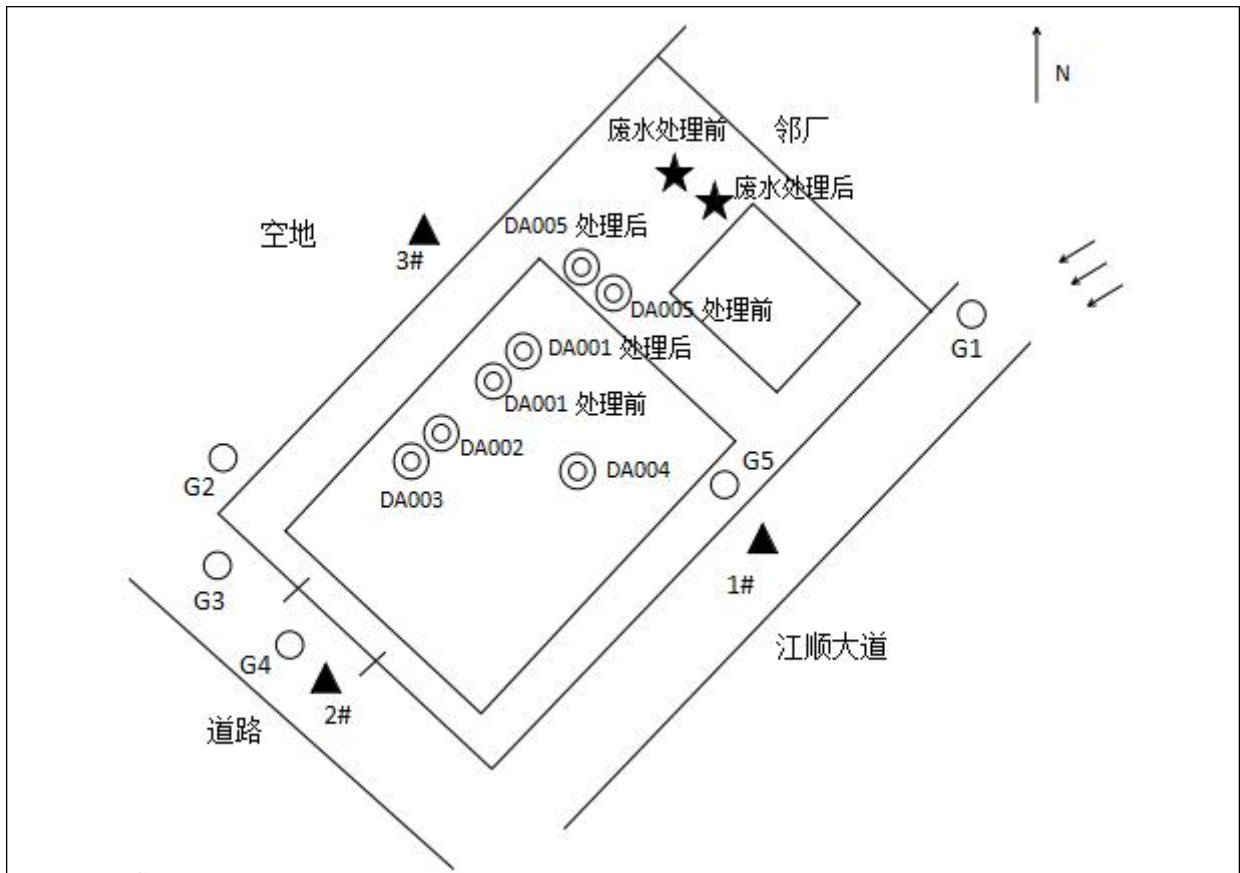 N
邻厂
废水处理前
废水处理后
空地
3#
DA005 处理后
DA005 处理前
G1
DA001 处理后
DA001 处理前
DA002
DA003
DA004
G5
G2
G3
1#
G4
2#
江顺大道
道路